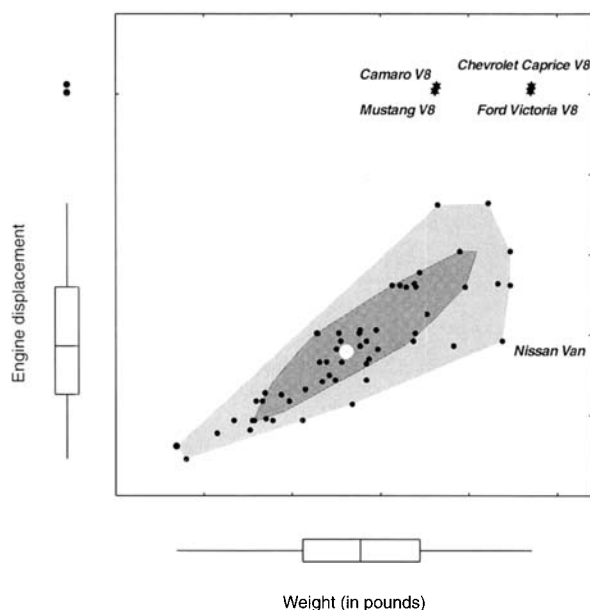 Chevrolet Caprice V8
Camaro V8
Mustang V8
Ford Victoria V8
Engine displacement
Nissan Van
Weight (in pounds)